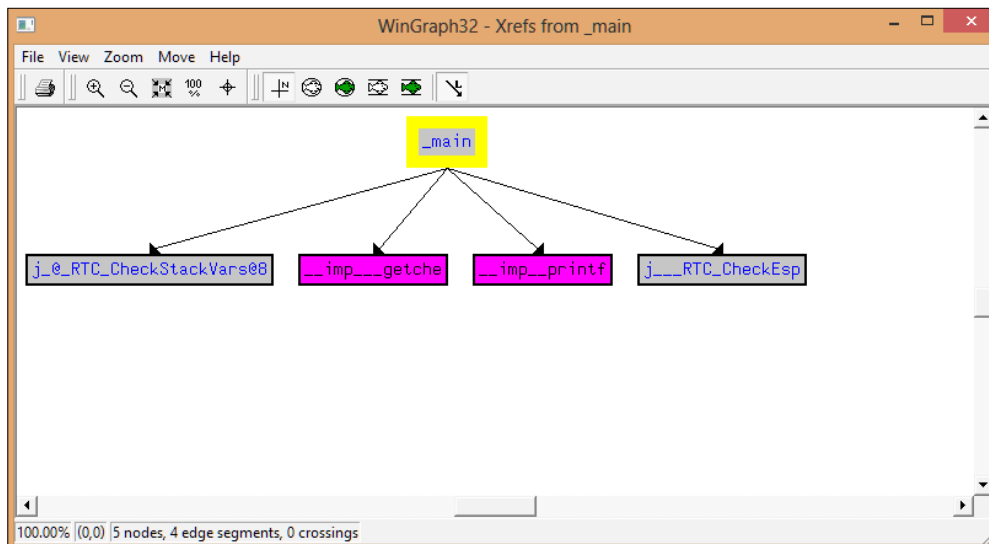 WinGraph32 - Xrefs from _main
File View Zoom Move Help
100 %
N
_main
j_@_RTC_CheckStackVars@8 __imp___getche __imp__printf j___RTC_CheckEsp
100.00% (0,0) 5 nodes, 4 edge segments, 0 crossings